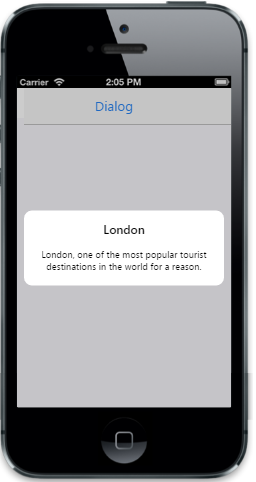 Carrier 2:05 PM
Dialog
London
London, one of the most popular tourist
destinations in the world for a reason.